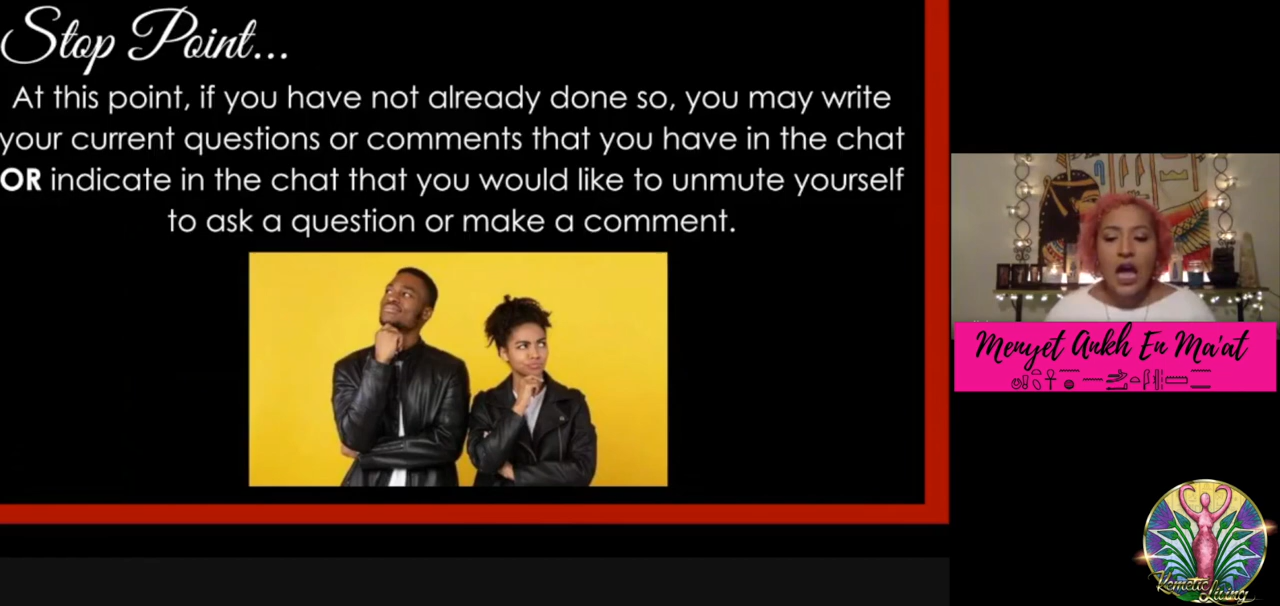 Stop Point...
At this point, if you have not already done so, you may write
your current questions or comments that you have in the chat
OR indicate in the chat that you would like to unmute yourself
to ask a question or make a comment.
Menyet Ankh En Ma'at
Kemetic Living